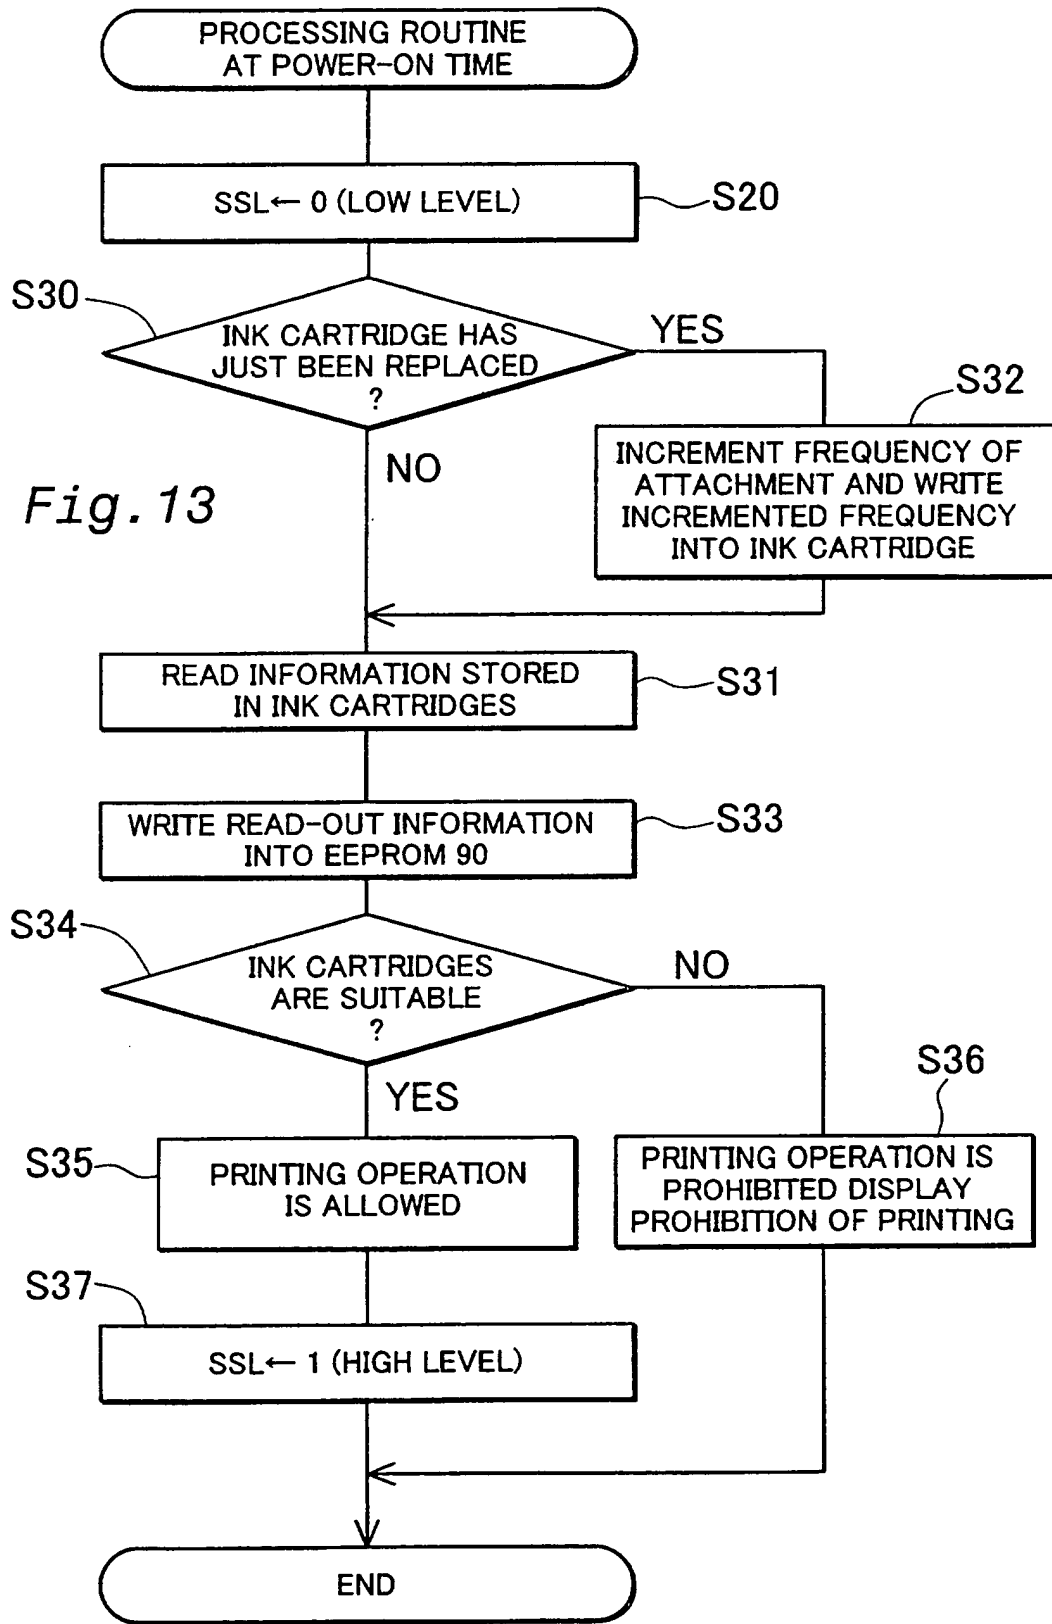 PROCESSING ROUTINE
AT POWER-ON TIME
SSL← 0 (LOW LEVEL)
S20
S30
INK CARTRIDGE HAS
JUST BEEN REPLACED
?
YES
NO
S32
INCREMENT FREQUENCY OF
ATTACHMENT AND WRITE
INCREMENTED FREQUENCY
INTO INK CARTRIDGE
Fig. 13
READ INFORMATION STORED
IN INK CARTRIDGES
S31
WRITE READ-OUT INFORMATION
INTO EEPROM 90
S33
S34
INK CARTRIDGES
ARE SUITABLE
?
NO
YES
S35
PRINTING OPERATION
IS ALLOWED
S36
PRINTING OPERATION IS
PROHIBITED DISPLAY
PROHIBITION OF PRINTING
S37
SSL← 1 (HIGH LEVEL)
END